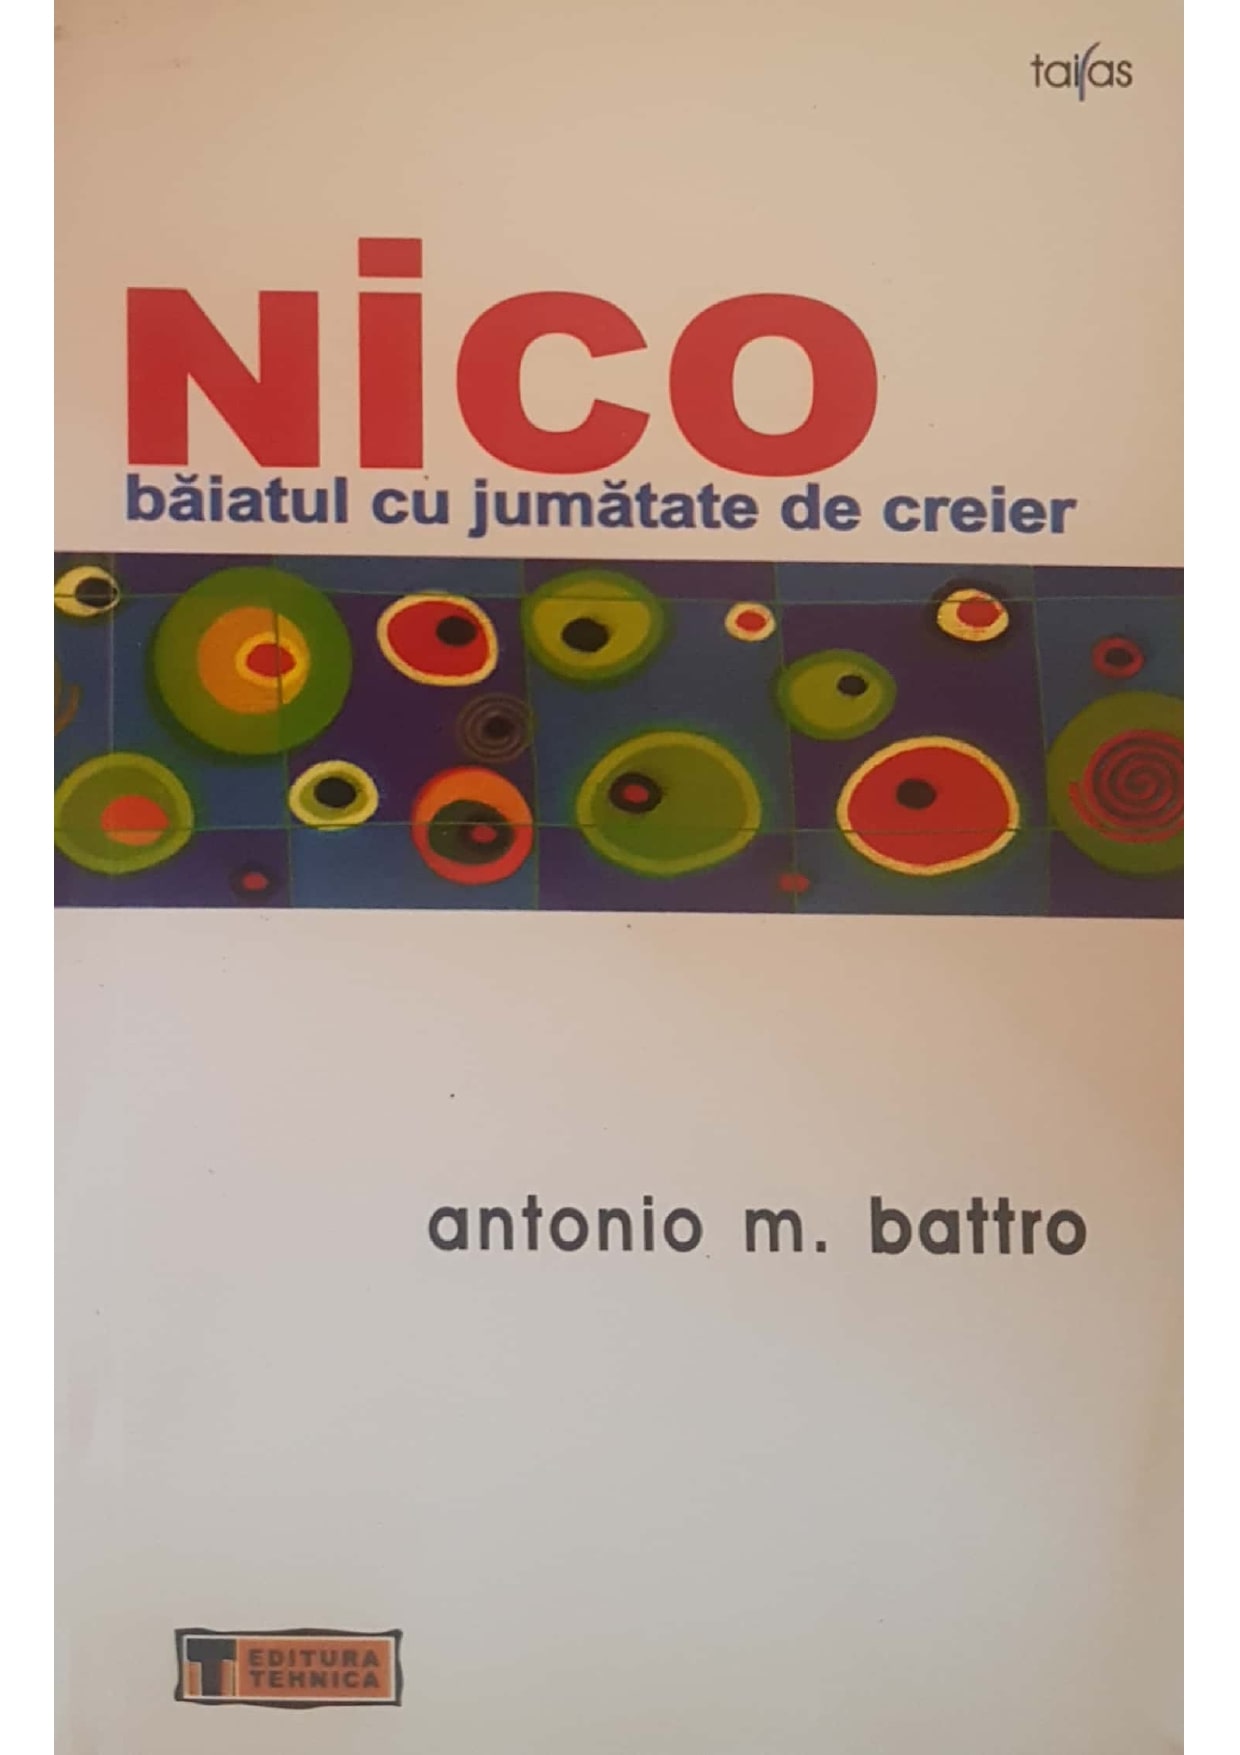 taifas
NiCO
băiatul cu jumătate de creier
antonio m. battro
T EDITURA
TEHNICA